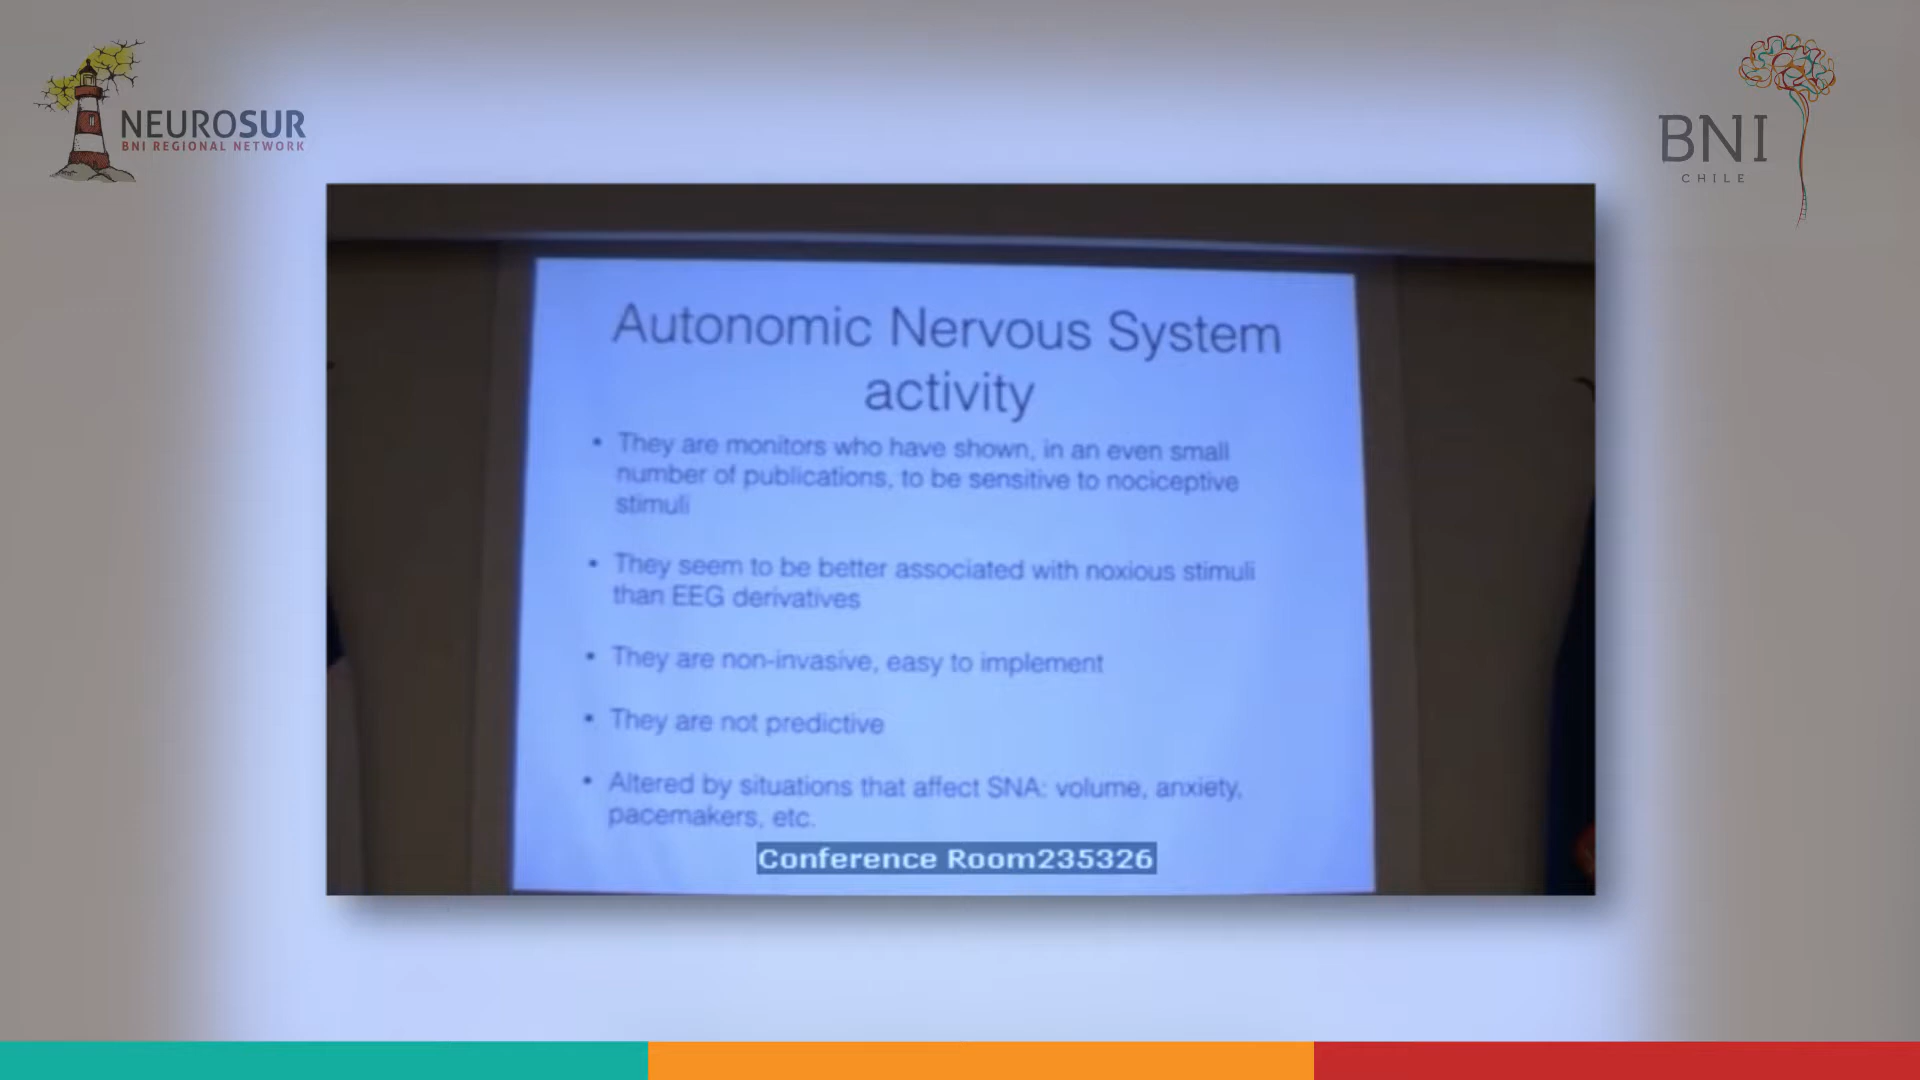 NEUROSUR
BNI REGIONAL NETWORK
BNI
CHILE
Autonomic Nervous System
activity
• They are monitors who have shown, in an even small
number of publications, to be sensitive to nociceptive
stimuli
• They seem to be better associated with noxious stimuli
than EEG derivatives
• They are non-invasive, easy to implement
• They are not predictive
• Altered by situations that affect SNA: volume, anxiety,
pacemakers, etc.
Conference Room235326